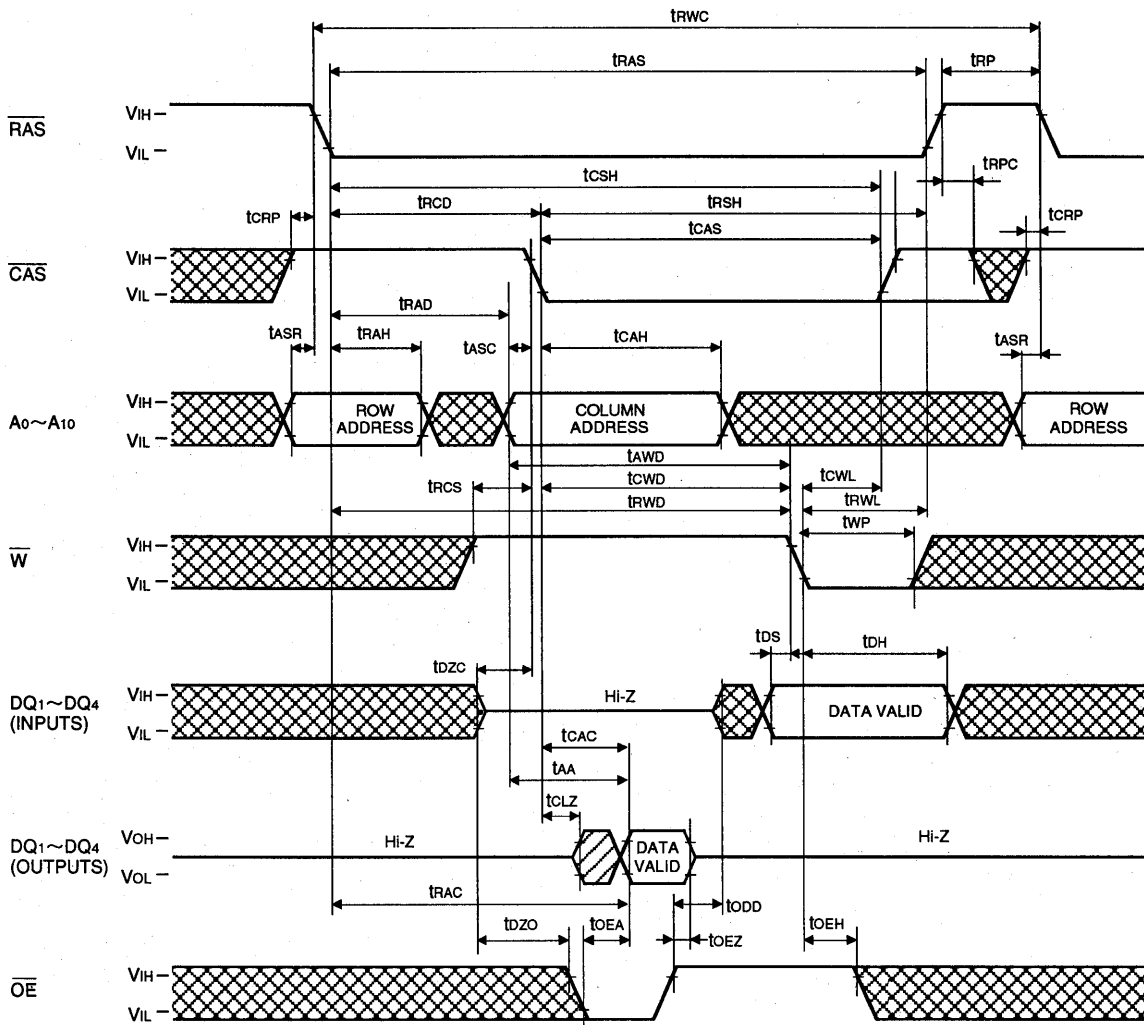 tRWC
tRAS
tRP
RAS
VIH
VIL
tCSH
tRPC
tRCD
tRSH
tCRP
tCRP
tCAS
CAS
VIH
VIL
tRAD
tASR
tRAH
tASC
tCAH
tASR
A0~A10
VIH
VIL
ROW ADDRESS
COLUMN ADDRESS
ROW ADDRESS
tAWD
tRCS
tCWD
tCWL
tRWD
tRWL
tWP
W
VIH
VIL
tDS
tDH
tDZC
DQ1~DQ4
(INPUTS)
VIH
VIL
Hi-Z
DATA VALID
tCAC
tAA
tCLZ
DQ1~DQ4
(OUTPUTS)
VOH
VOL
Hi-Z
DATA VALID
Hi-Z
tRAC
tODD
tDZO
tOEA
tOEZ
tOEH
OE
VIH
VIL